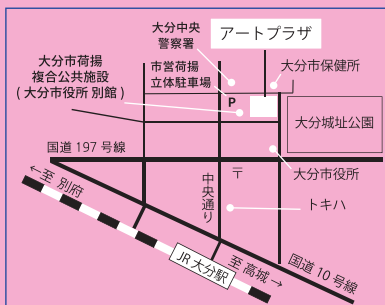 大分中央
警察署
アートプラザ
大分市荷揚
複合公共施設
(大分市役所 別館)
市営荷揚
立体駐車場
大分市保健所
P
大分城址公園
国道 197 号線
〒
大分市役所
←至 別府
中央通り
トキハ
JR 大分駅
至 高城→
国道 10 号線